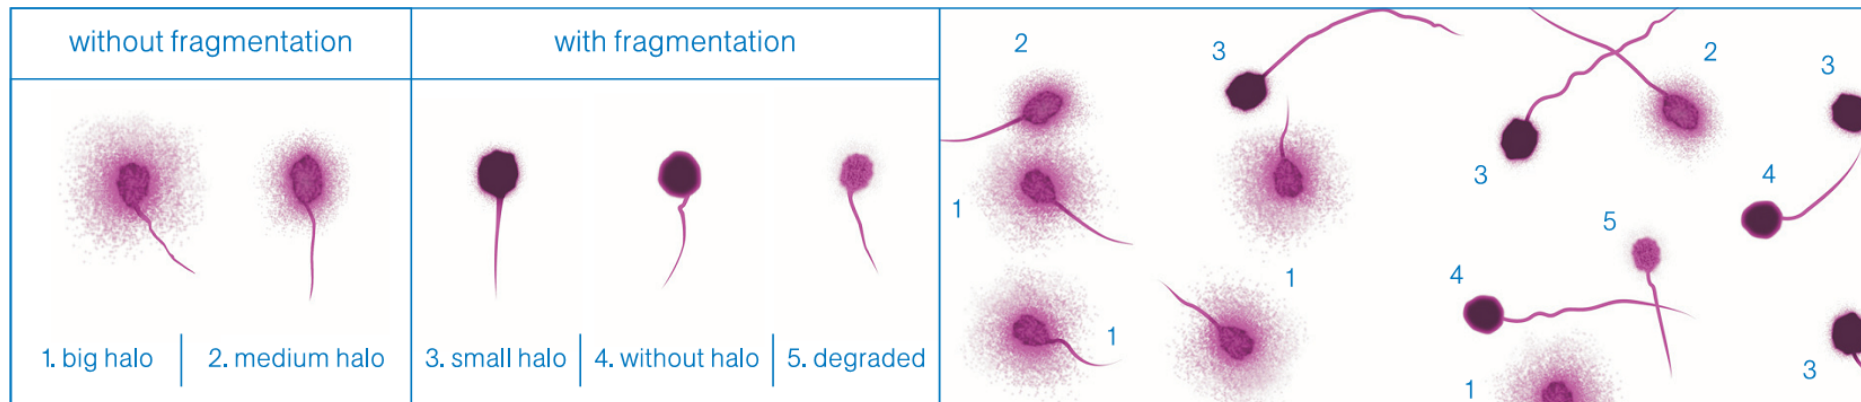 without fragmentation
with fragmentation
1. big halo
2. medium halo
3. small halo
4. without halo
5. degraded
2
3
2
3
3
4
1
5
1
4
1
3
1